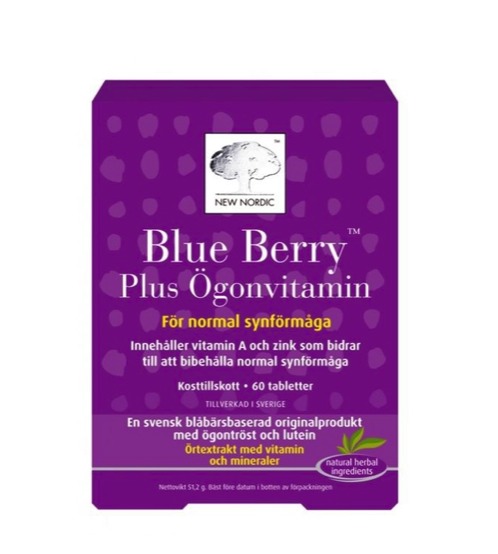 ™
NEW NORDIC
Blue Berry™
Plus Ögonvitamin
För normal synförmåga
Innehåller vitamin A och zink som bidrar
till att bibehålla normal synförmåga
Kosttillskott • 60 tabletter
TILLVERKAD I SVERIGE
En svensk blåbärsbaserad originalprodukt
med ögontröst och lutein
Örtextrakt med vitamin
och mineraler
natural herbal
ingredients
Nettovikt 51,2 g. Bäst före datum i botten av förpackningen